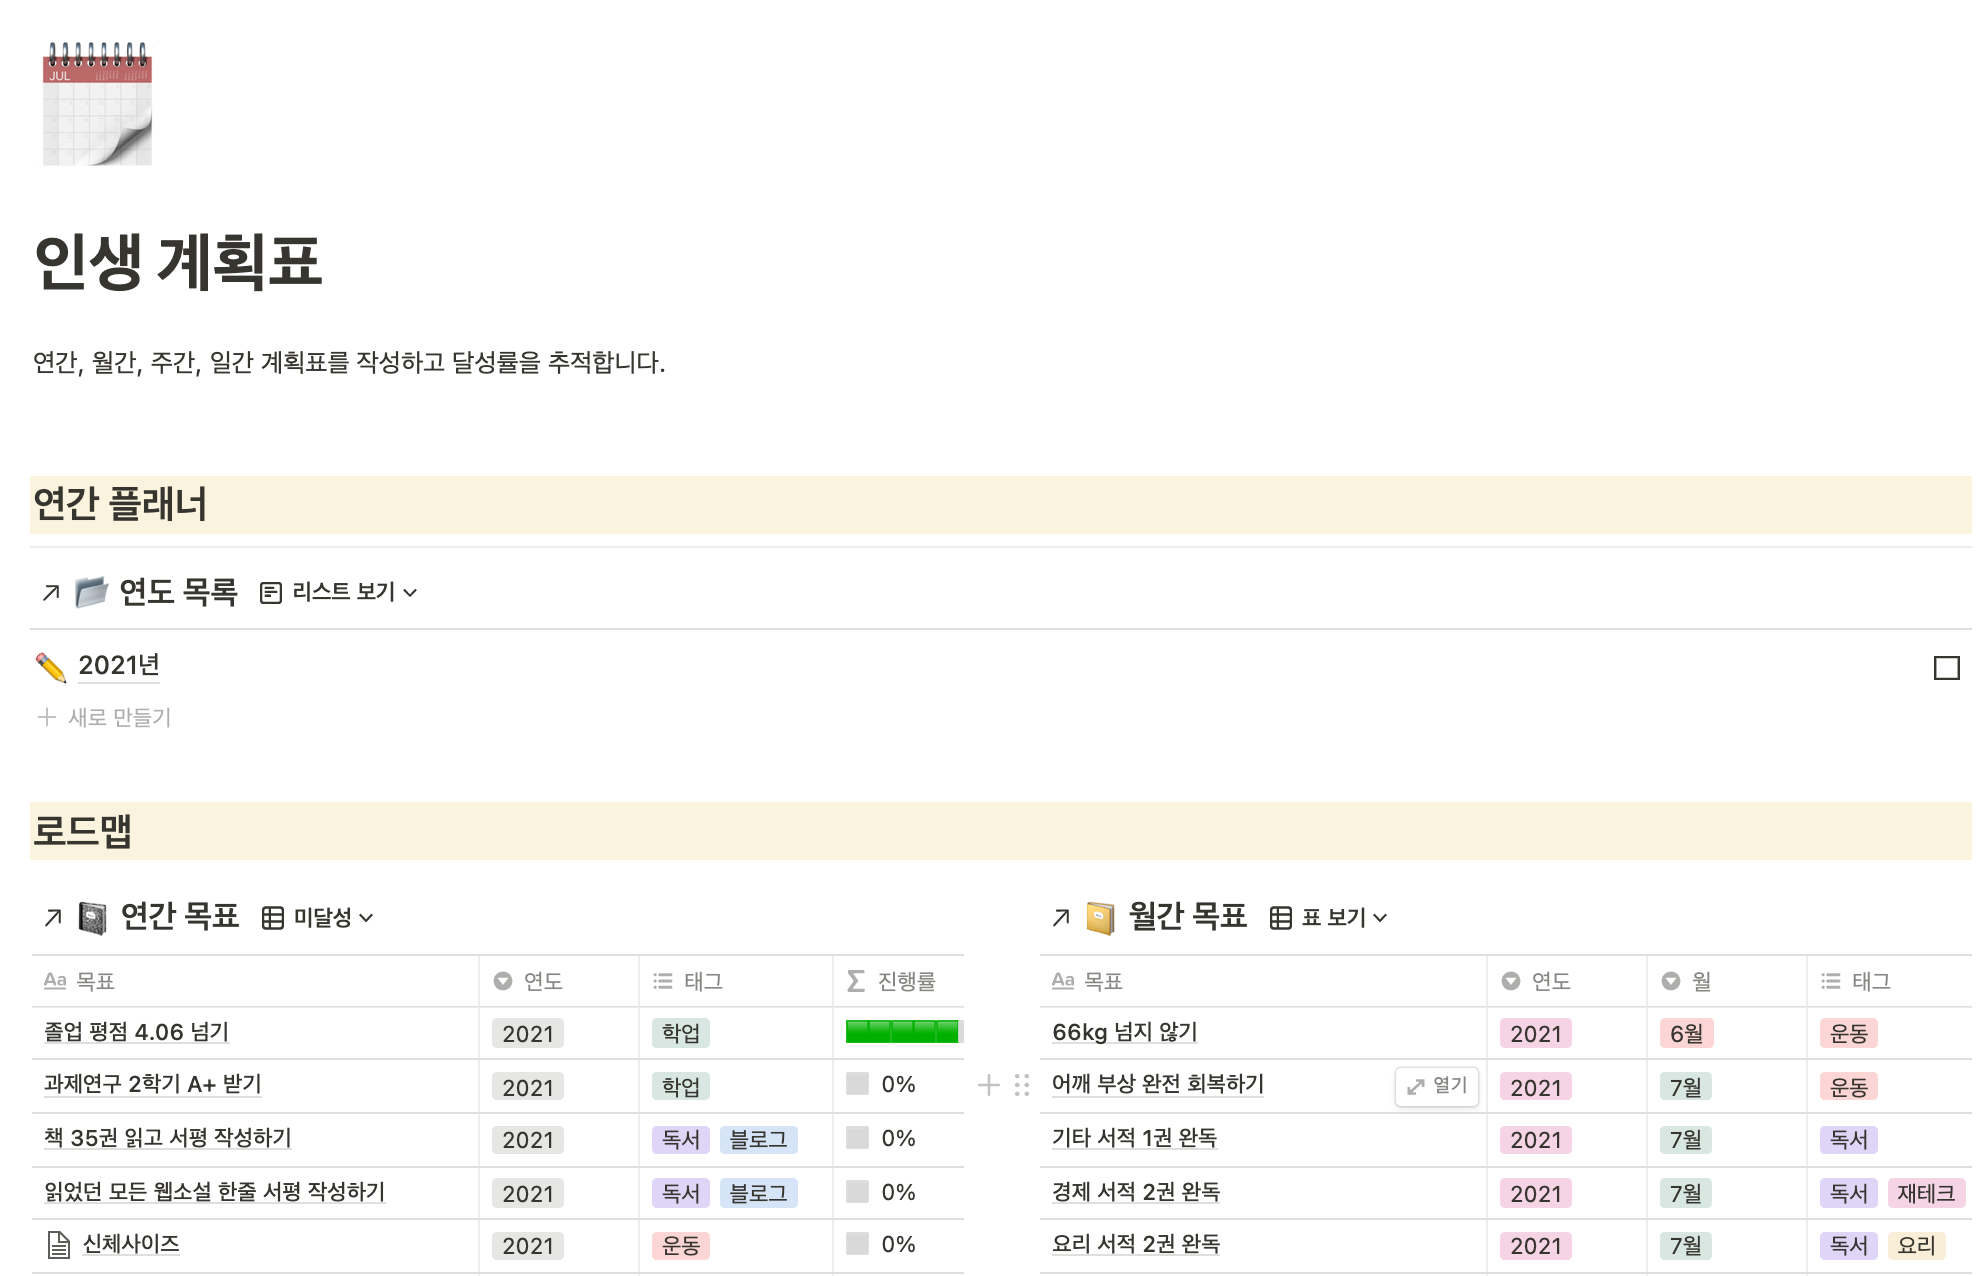 JUL
인생 계획표
연간, 월간, 주간, 일간 계획표를 작성하고 달성률을 추적합니다.
연간 플래너
연도 목록 리스트 보기
2021년
새로 만들기
로드맵
연간 목표 미달성
Aa 목표 연도 태그 진행률
졸업 평점 4.06 넘기 2021 학업
과제연구 2학기 A+ 받기 2021 학업 0%
책 35권 읽고 서평 작성하기 2021 독서 블로그 0%
읽었던 모든 웹소설 한줄 서평 작성하기 2021 독서 블로그 0%
신체사이즈 2021 운동 0%
월간 목표 표 보기
Aa 목표 연도 월 태그
66kg 넘지 않기 2021 6월 운동
어깨 부상 완전 회복하기 열기 2021 7월 운동
기타 서적 1권 완독 2021 7월 독서
경제 서적 2권 완독 2021 7월 독서 재테크
요리 서적 2권 완독 2021 7월 독서 요리